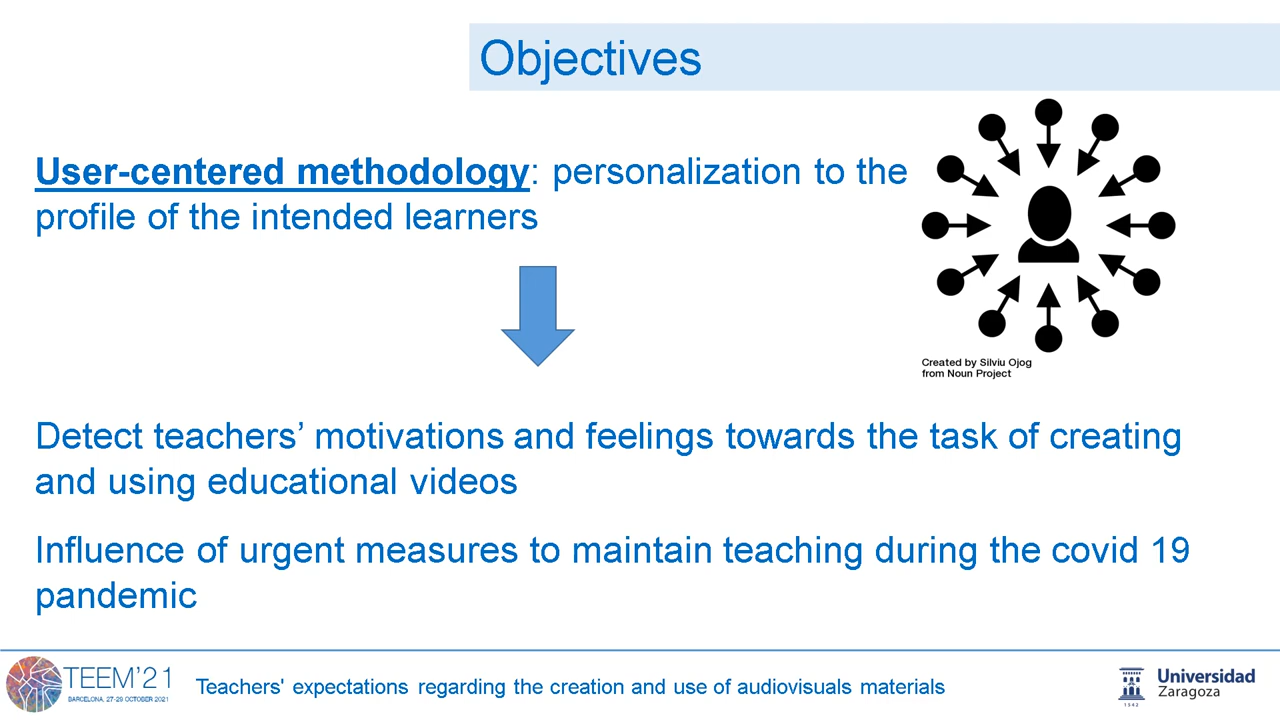 Objectives
User-centered methodology: personalization to the
profile of the intended learners
Created by Silviu Ojog
from Noun Project
Detect teachers’ motivations and feelings towards the task of creating
and using educational videos
Influence of urgent measures to maintain teaching during the covid 19
pandemic
TEEM’21
BARCELONA, 27-29 OCTOBER 2021
Teachers' expectations regarding the creation and use of audiovisuals materials
1542
Universidad
Zaragoza